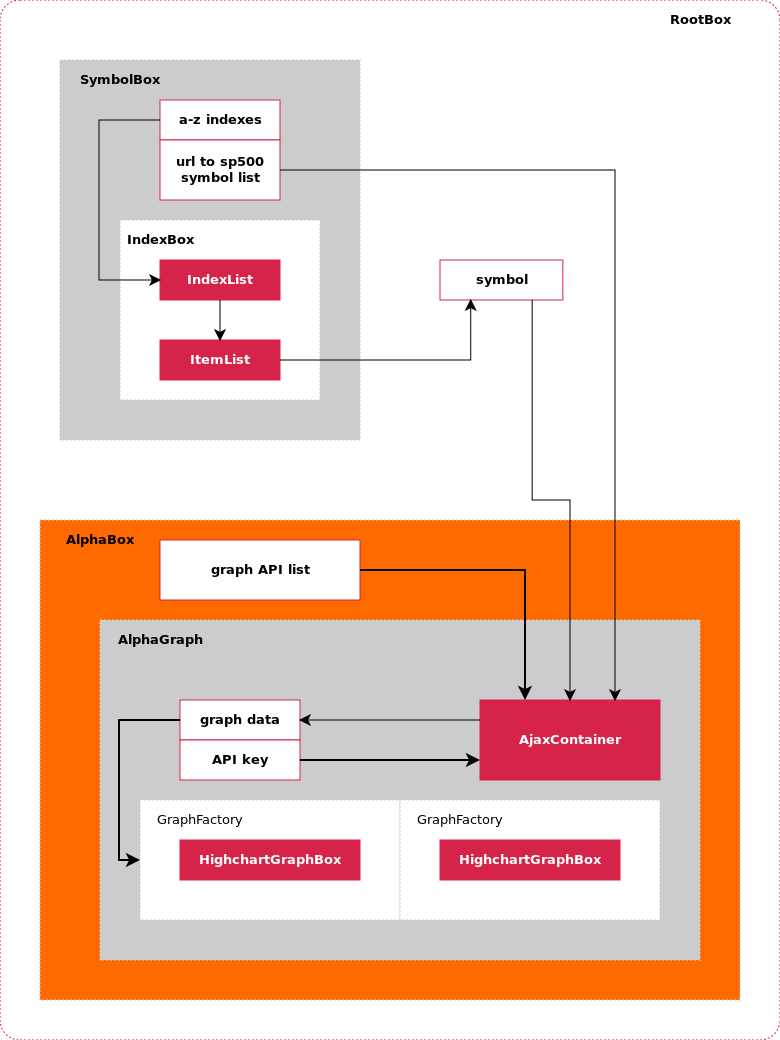 RootBox
SymbolBox
a-z indexes
url to sp500
symbol list
IndexBox
IndexList
symbol
ItemList
AlphaBox
graph API list
AlphaGraph
graph data
AjaxContainer
API key
GraphFactory
GraphFactory
HighchartGraphBox
HighchartGraphBox